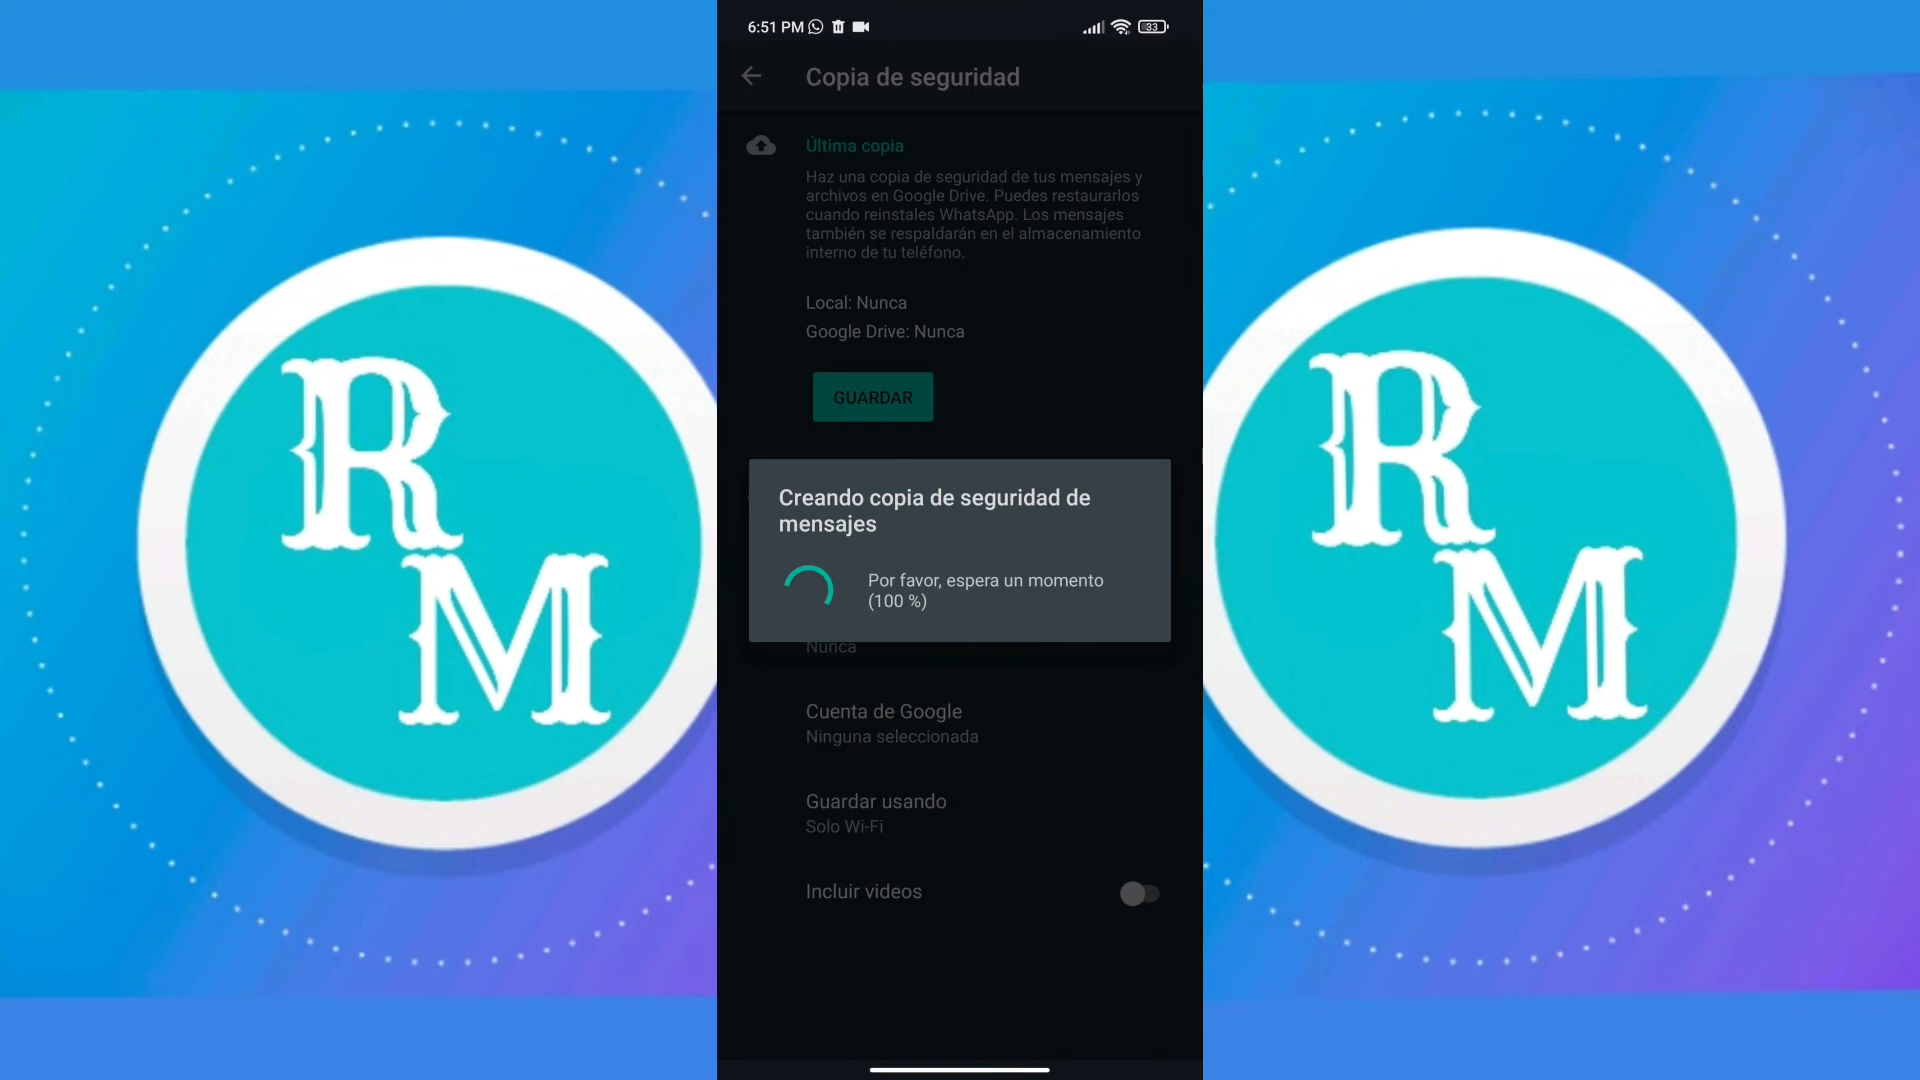 6:51 PM
33
Copia de seguridad
Última copia
Haz una copia de seguridad de tus mensajes y
archivos en Google Drive. Puedes restaurarlos
cuando reinstales WhatsApp. Los mensajes
también se respaldarán en el almacenamiento
interno de tu teléfono.
Local: Nunca
Google Drive: Nunca
GUARDAR
Creando copia de seguridad de
mensajes
Por favor, espera un momento
(100 %)
Nunca
Cuenta de Google
Ninguna seleccionada
Guardar usando
Solo Wi-Fi
Incluir videos
R
M
R
M